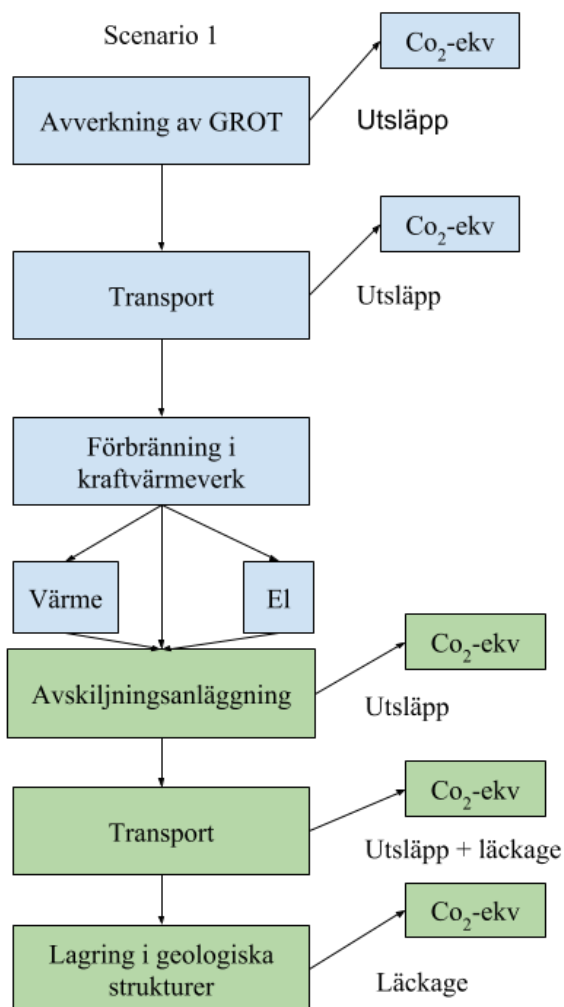 Scenario 1
Co₂-ekv
Avverkning av GROT
Utsläpp
Co₂-ekv
Transport
Utsläpp
Förbränning i
kraftvärmeverk
Värme
El
Co₂-ekv
Avskiljningsanläggning
Utsläpp
Co₂-ekv
Transport
Utsläpp + läckage
Co₂-ekv
Lagring i geologiska
strukturer
Läckage